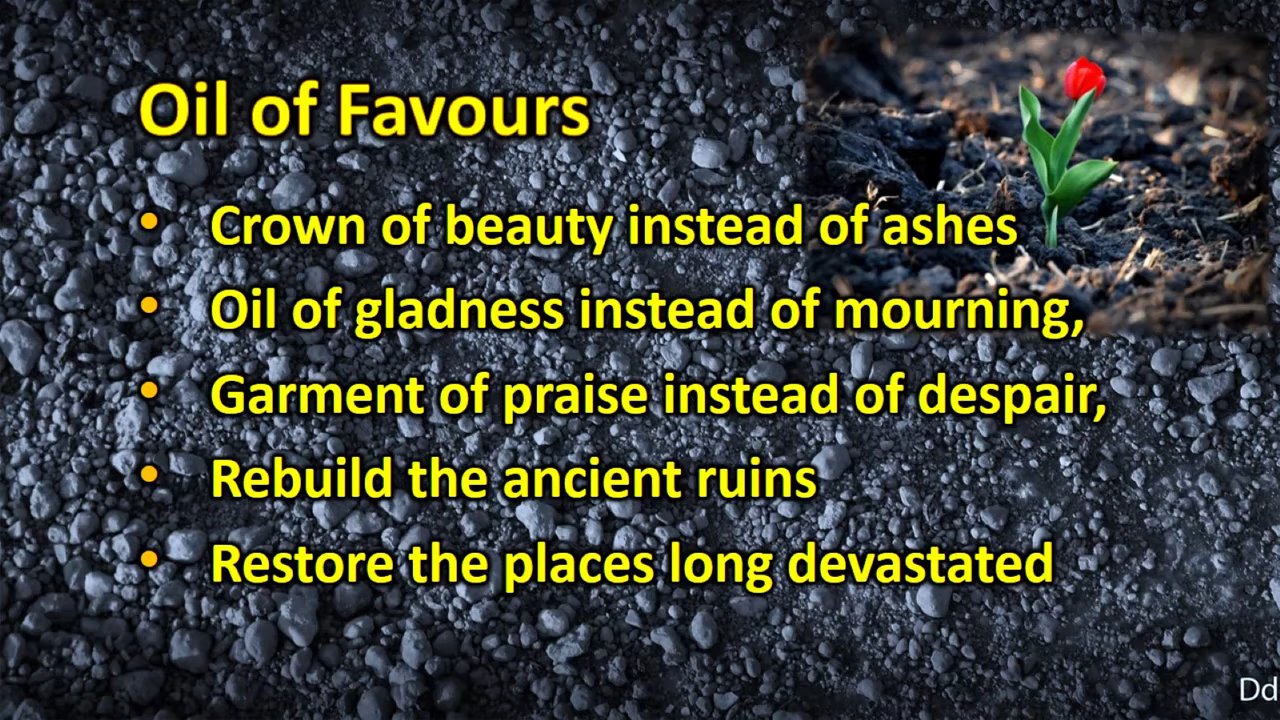 Oil of Favours
• Crown of beauty instead of ashes
• Oil of gladness instead of mourning,
• Garment of praise instead of despair,
• Rebuild the ancient ruins
• Restore the places long devastated
Dd